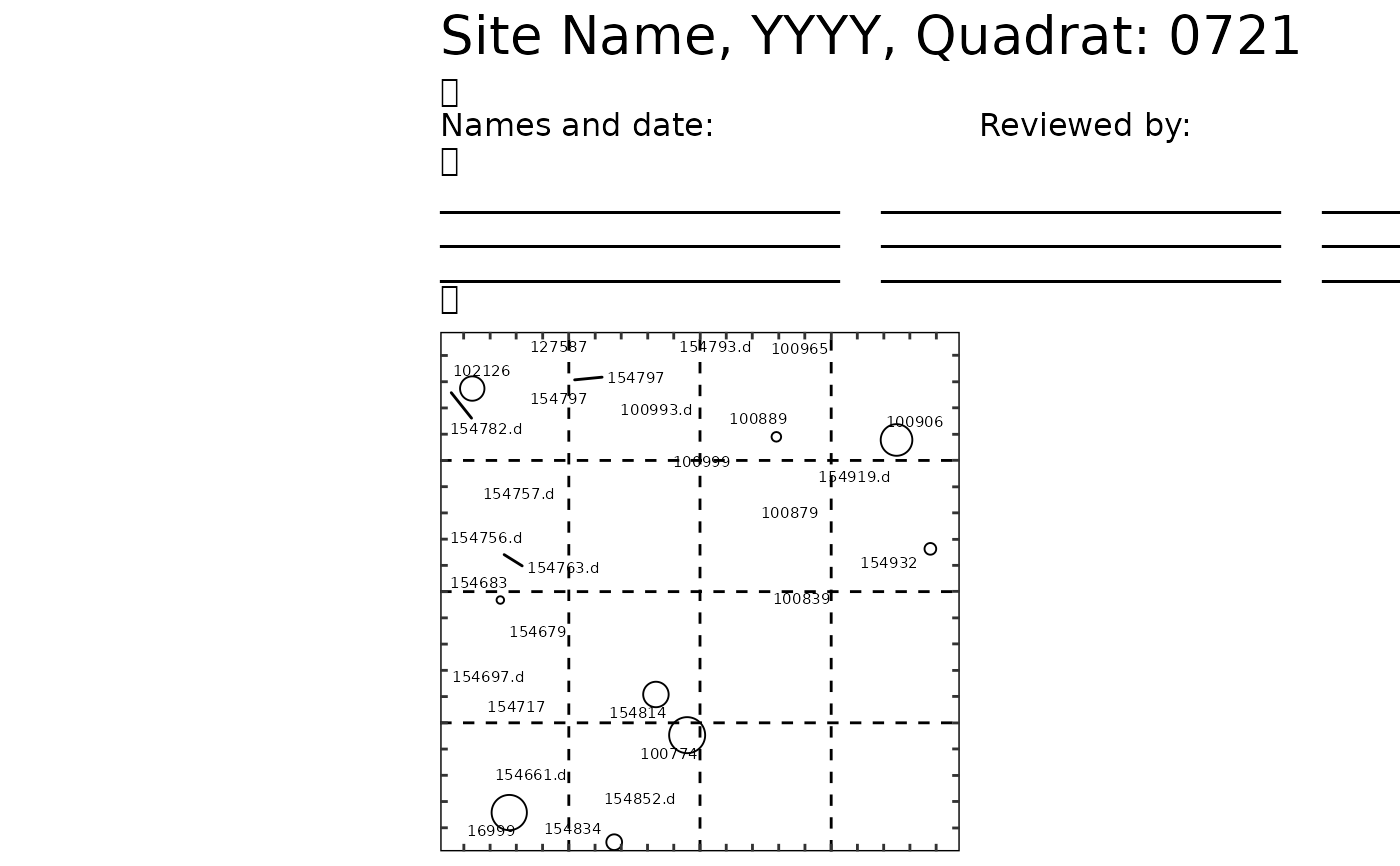 Site Name, YYYY, Quadrat: 0721
Names and date: Reviewed by:
127587 154793.d 100965
102126 154797
154797 100993.d
154782.d 100889 100906
100999 154919.d
154757.d 100879
154756.d
154763.d 154932
154683 100839
154679
154697.d
154717 154814
100774
154661.d
154852.d
16999 154834